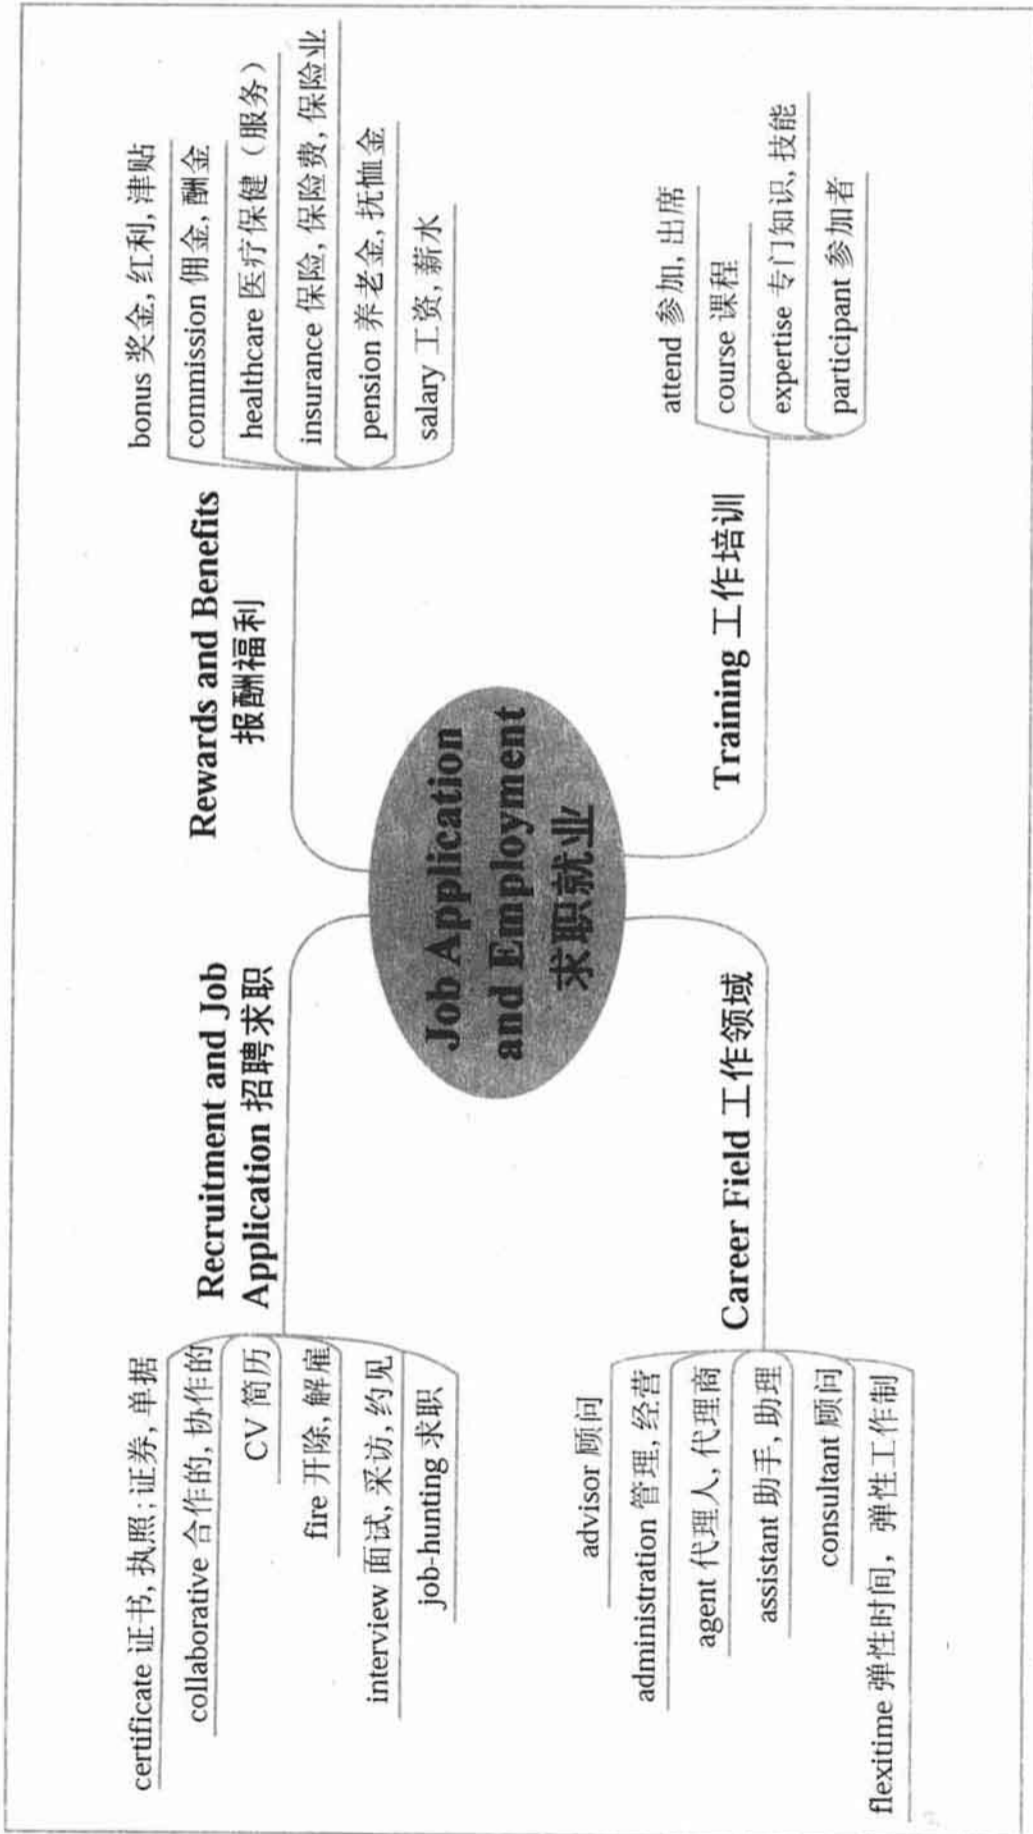 certificate 证书, 执照; 证券, 单据
collaborative 合作的, 协作的
CV 简历
fire 开除, 解雇
interview 面试, 采访, 约见
job-hunting 求职
Recruitment and Job
Application 招聘求职
Rewards and Benefits
报酬福利
bonus 奖金, 红利, 津贴
commission 佣金, 酬金
healthcare 医疗保健（服务）
insurance 保险, 保险费, 保险业
pension 养老金, 抚恤金
salary 工资, 薪水
Job Application
and Employment
求职就业
advisor 顾问
administration 管理, 经营
agent 代理人, 代理商
assistant 助手, 助理
consultant 顾问
flexitime 弹性时间，弹性工作制
Career Field 工作领域
Training 工作培训
attend 参加, 出席
course 课程
expertise 专门知识, 技能
participant 参加者